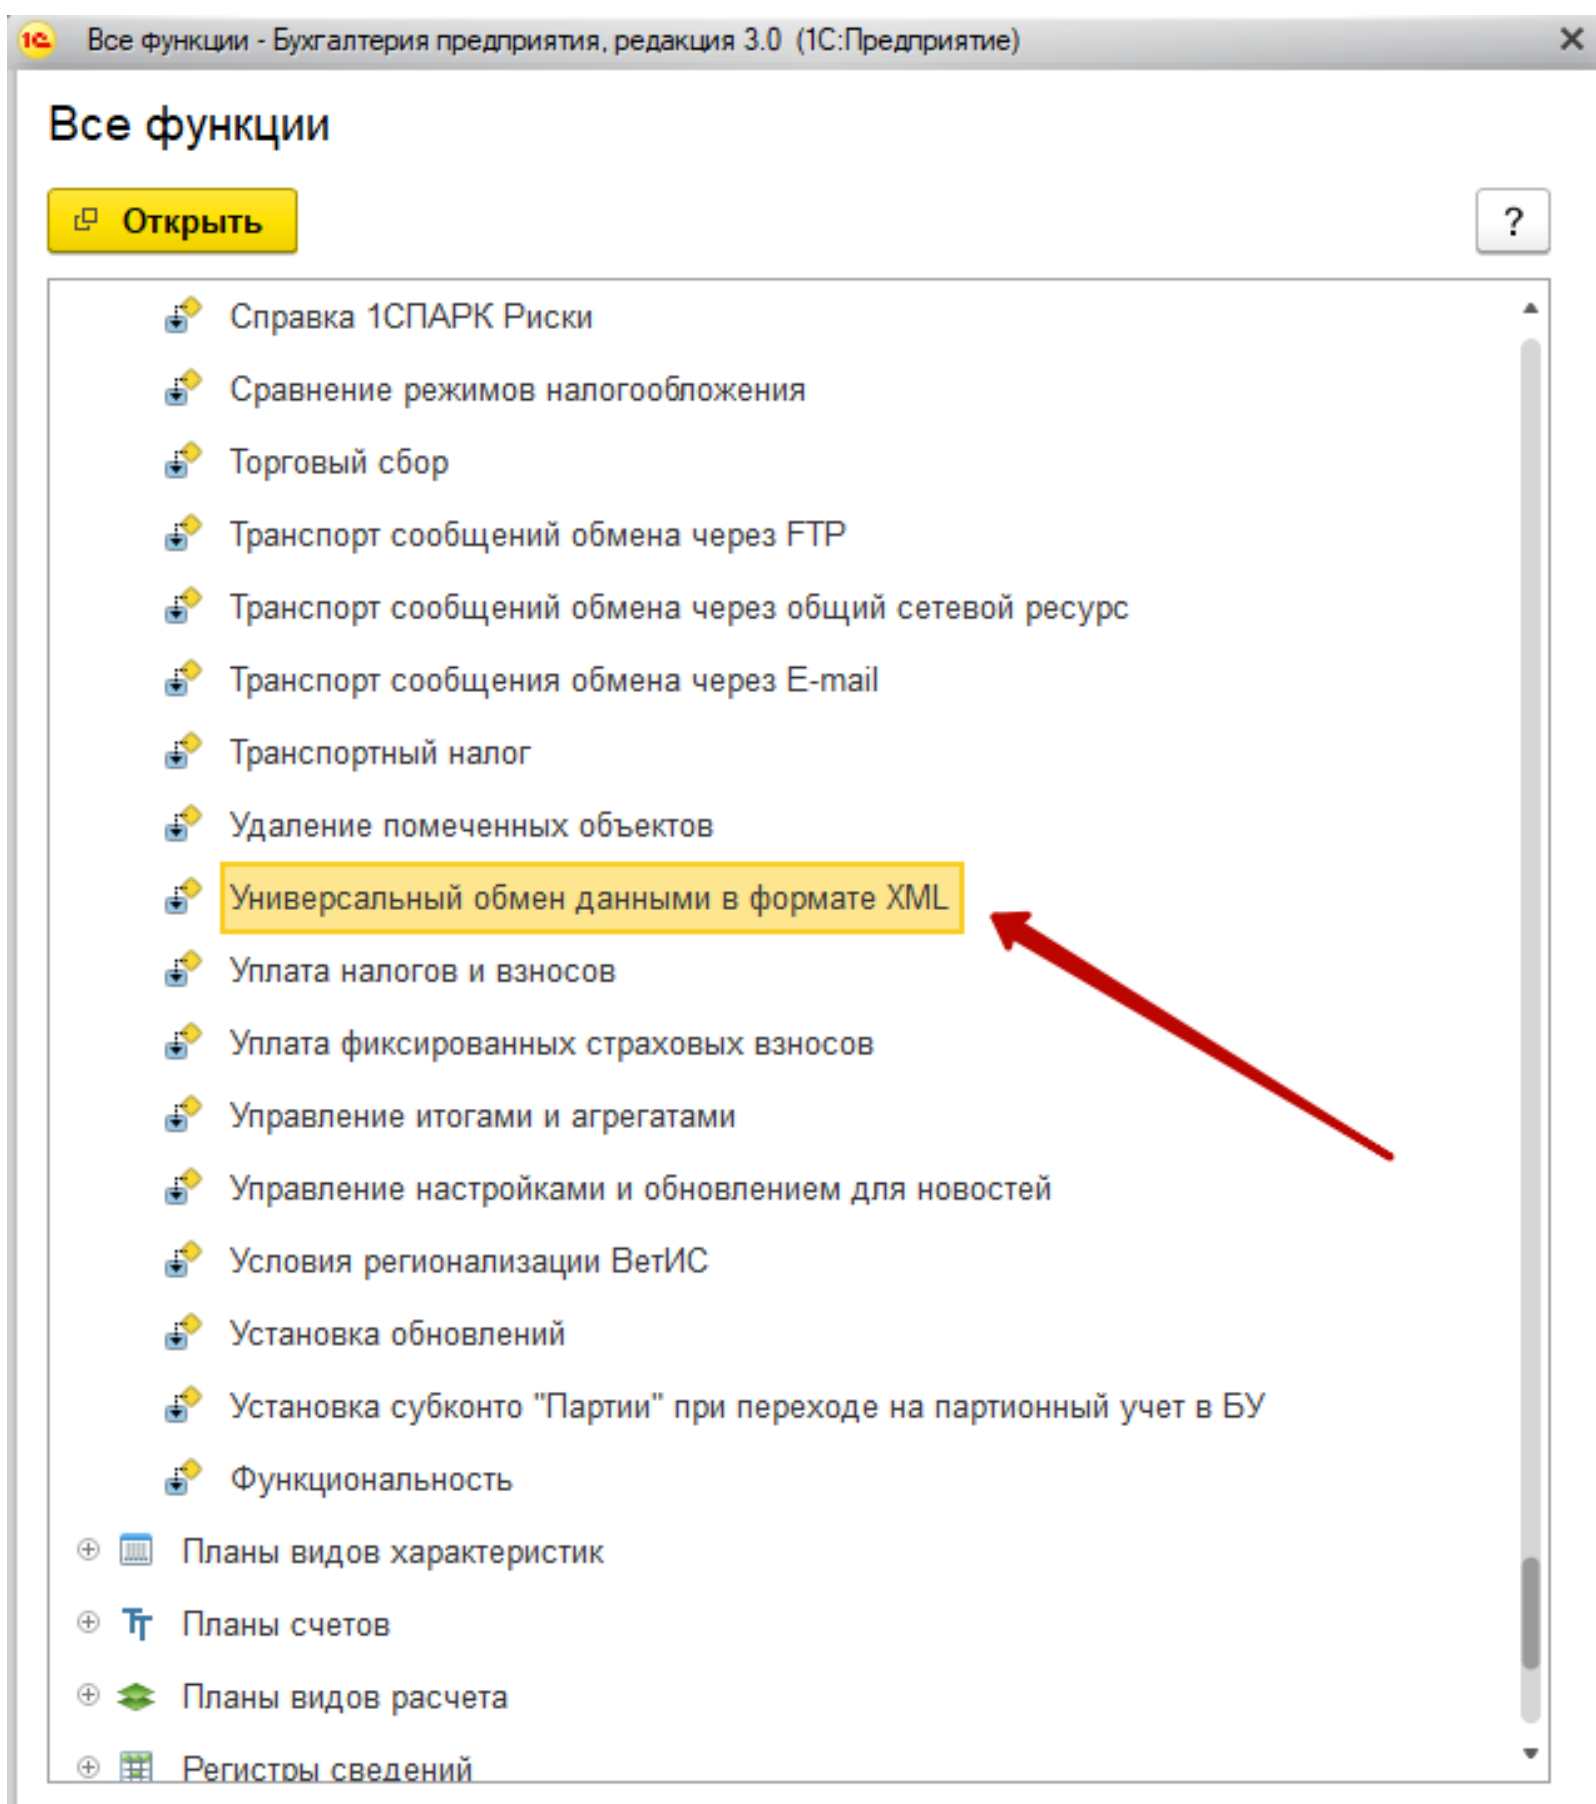 1С Все функции - Бухгалтерия предприятия, редакция 3.0 (1С:Предприятие)
Все функции
Открыть ?
Справка 1СПАРК Риски
Сравнение режимов налогообложения
Торговый сбор
Транспорт сообщений обмена через FTP
Транспорт сообщений обмена через общий сетевой ресурс
Транспорт сообщения обмена через E-mail
Транспортный налог
Удаление помеченных объектов
Универсальный обмен данными в формате XML
Уплата налогов и взносов
Уплата фиксированных страховых взносов
Управление итогами и агрегатами
Управление настройками и обновлением для новостей
Условия регионализации ВетИС
Установка обновлений
Установка субконто "Партии" при переходе на партионный учет в БУ
Функциональность
Планы видов характеристик
Планы счетов
Планы видов расчета
Регистры сведений